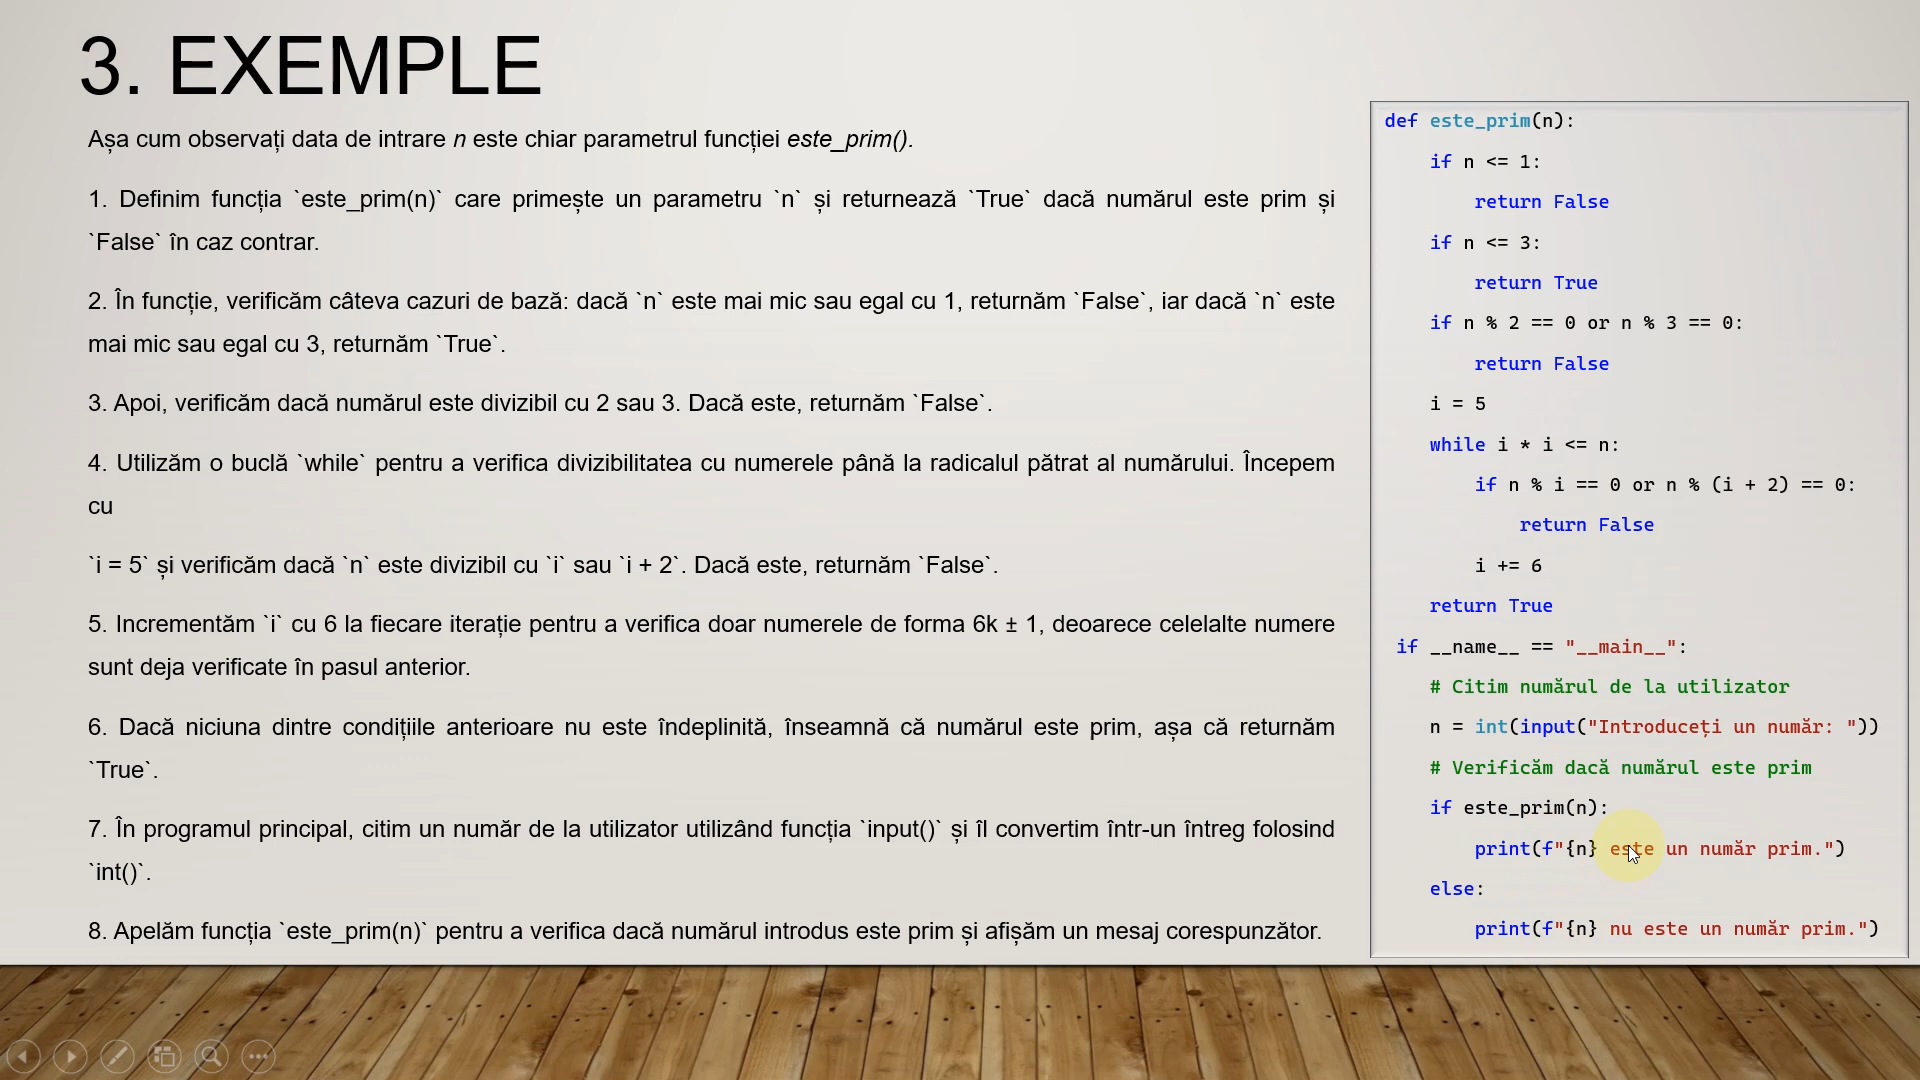 3. EXEMPLE
Așa cum observați data de intrare n este chiar parametrul funcției este_prim().
1. Definim funcția `este_prim(n)` care primește un parametru `n` și returnează `True` dacă numărul este prim și
`False` în caz contrar.
2. În funcție, verificăm câteva cazuri de bază: dacă `n` este mai mic sau egal cu 1, returnăm `False`, iar dacă `n` este
mai mic sau egal cu 3, returnăm `True`.
3. Apoi, verificăm dacă numărul este divizibil cu 2 sau 3. Dacă este, returnăm `False`.
4. Utilizăm o buclă `while` pentru a verifica divizibilitatea cu numerele până la radicalul pătrat al numărului. Începem
cu
`i = 5` și verificăm dacă `n` este divizibil cu `i` sau `i + 2`. Dacă este, returnăm `False`.
5. Incrementăm `i` cu 6 la fiecare iterație pentru a verifica doar numerele de forma 6k ± 1, deoarece celelalte numere
sunt deja verificate în pasul anterior.
6. Dacă niciuna dintre condițiile anterioare nu este îndeplinită, înseamnă că numărul este prim, așa că returnăm
`True`.
7. În programul principal, citim un număr de la utilizator utilizând funcția `input()` și îl convertim într-un întreg folosind
`int()`.
8. Apelăm funcția `este_prim(n)` pentru a verifica dacă numărul introdus este prim și afișăm un mesaj corespunzător.
def este_prim(n):
if n <= 1:
return False
if n <= 3:
return True
if n % 2 == 0 or n % 3 == 0:
return False
i = 5
while i * i <= n:
if n % i == 0 or n % (i + 2) == 0:
return False
i += 6
return True
if __name__ == "__main__":
# Citim numărul de la utilizator
n = int(input("Introduceți un număr: "))
# Verificăm dacă numărul este prim
if este_prim(n):
print(f"{n} este un număr prim.")
else:
print(f"{n} nu este un număr prim.")